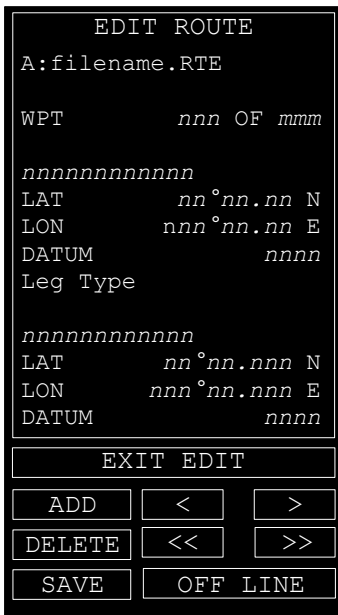 EDIT ROUTE
A:filename.RTE
WPT nnn OF mmm
nnnnnnnnnnnn
LAT nn°nn.nn N
LON nnn°nn.nn E
DATUM nnnn
Leg Type
nnnnnnnnnnnn
LAT nn°nn.nnn N
LON nnn°nn.nnn E
DATUM nnnn
EXIT EDIT
ADD < >
DELETE << >>
SAVE OFF LINE